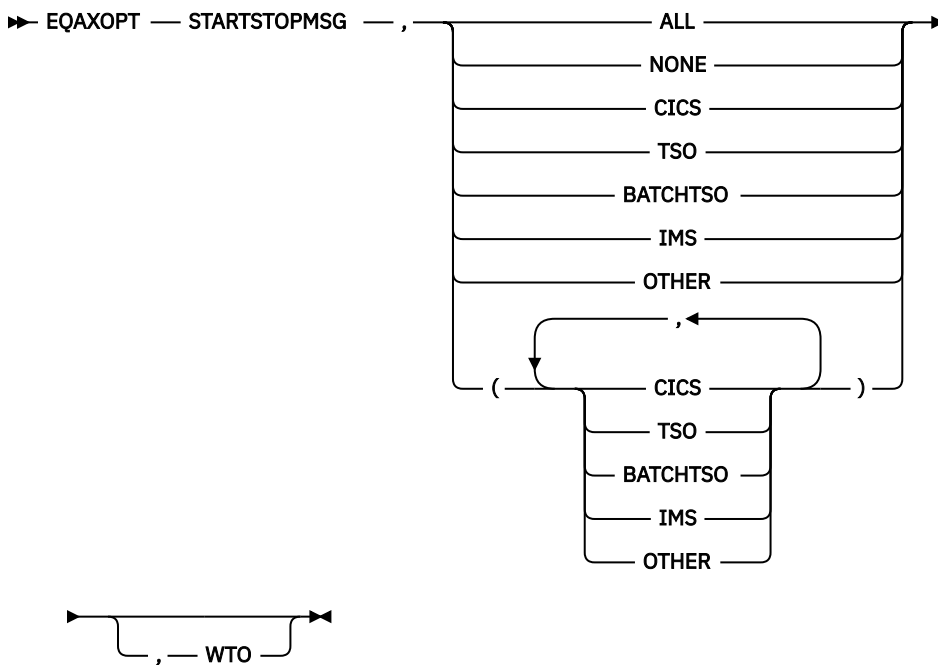 EQAXOPT STARTSTOPMSG , ALL
NONE
CICS
TSO
BATCHTSO
IMS
OTHER
,
( CICS )
TSO
BATCHTSO
IMS
OTHER
, WTO